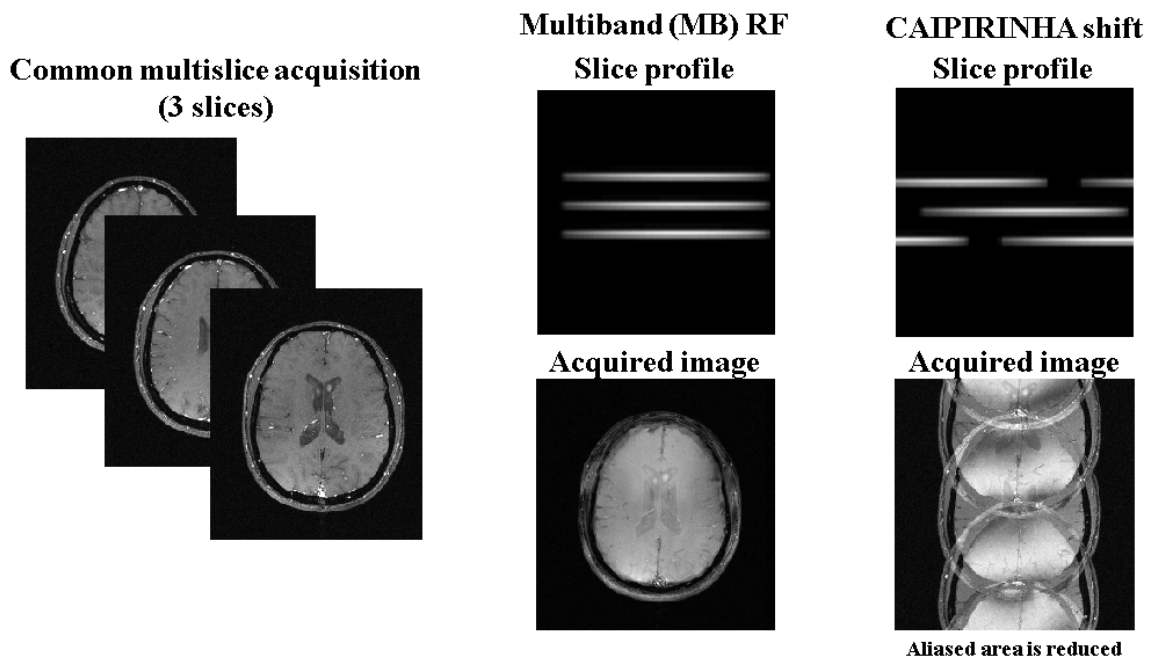 Common multislice acquisition
(3 slices)
Multiband (MB) RF
Slice profile
Acquired image
CAIPIRINHA shift
Slice profile
Acquired image
Aliased area is reduced